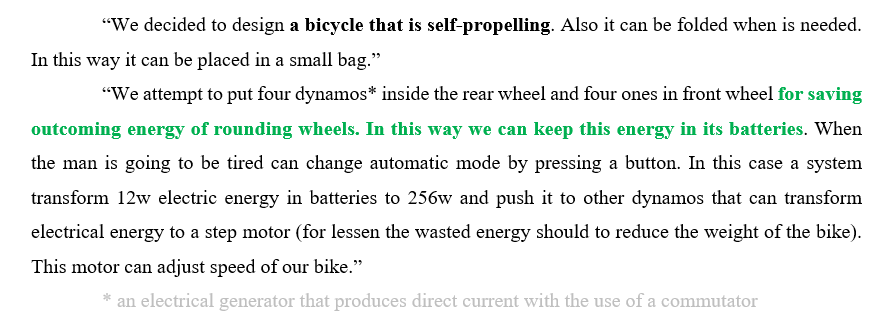 “We decided to design a bicycle that is self-propelling. Also it can be folded when is needed.
In this way it can be placed in a small bag.”
“We attempt to put four dynamos* inside the rear wheel and four ones in front wheel for saving
outcoming energy of rounding wheels. In this way we can keep this energy in its batteries. When
the man is going to be tired can change automatic mode by pressing a button. In this case a system
transform 12w electric energy in batteries to 256w and push it to other dynamos that can transform
electrical energy to a step motor (for lessen the wasted energy should to reduce the weight of the bike).
This motor can adjust speed of our bike.”
* an electrical generator that produces direct current with the use of a commutator